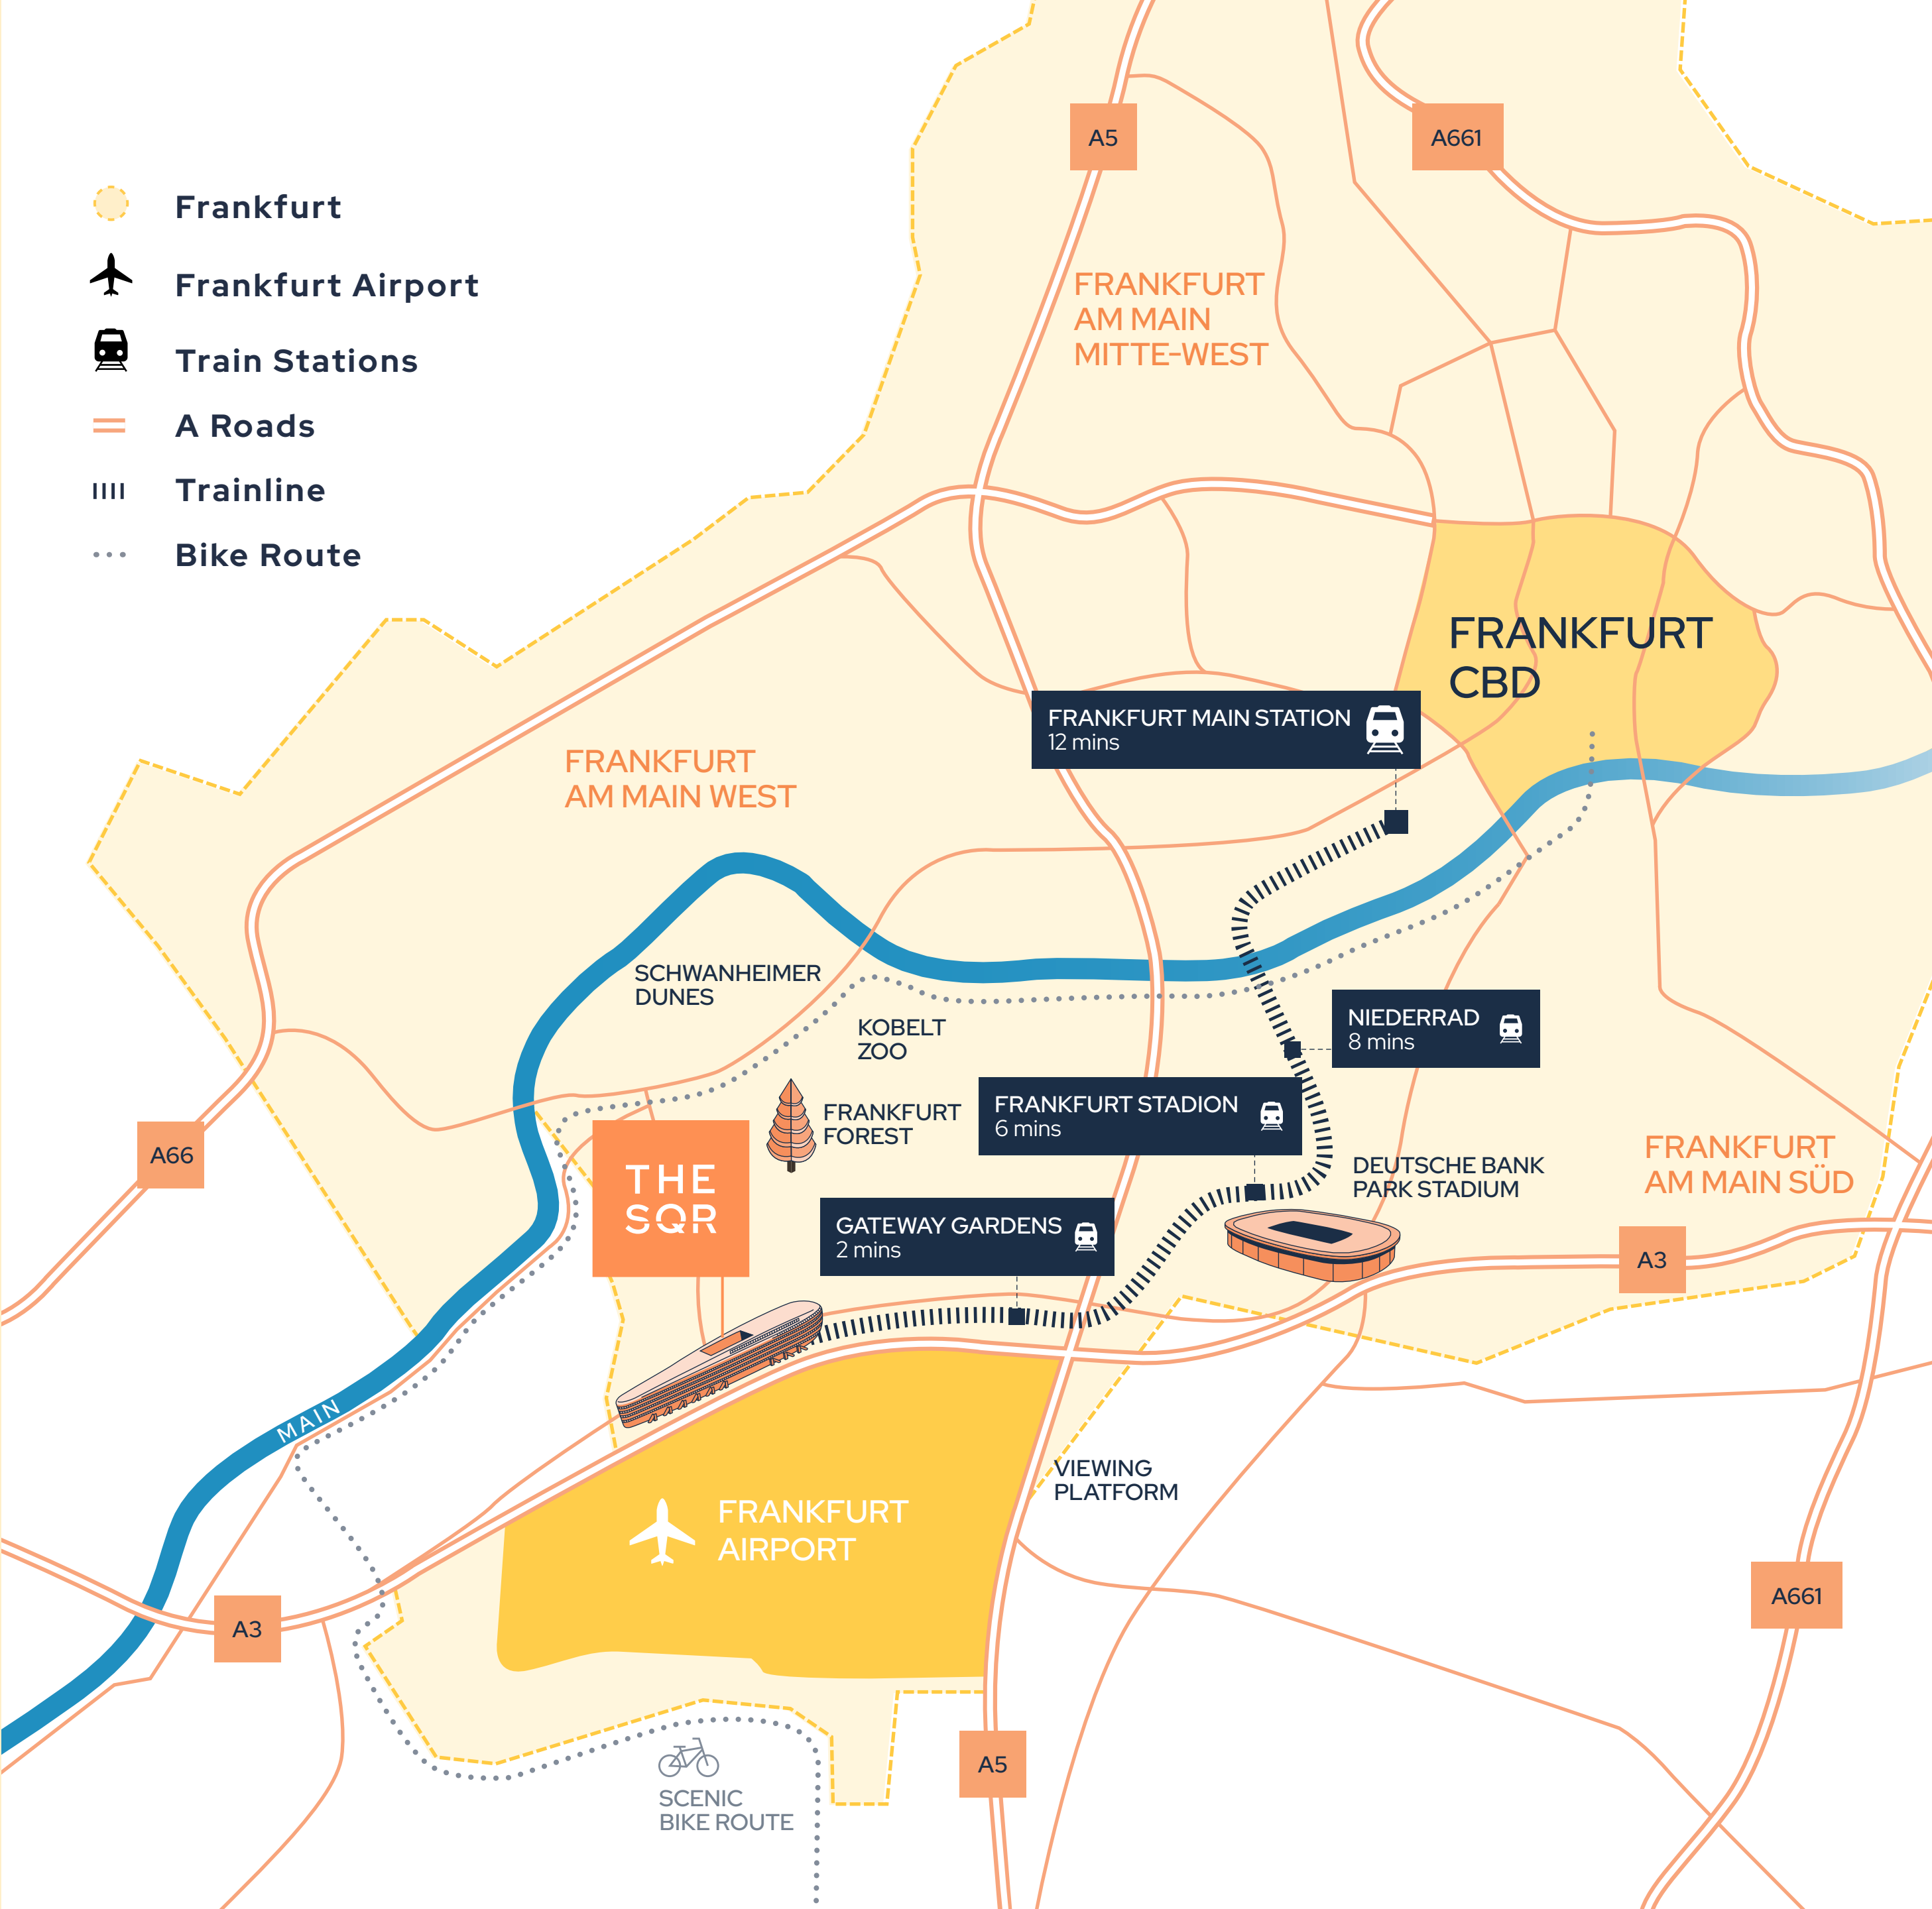 Frankfurt
Frankfurt Airport
Train Stations
A Roads
Trainline
Bike Route
A5
A661
FRANKFURT
AM MAIN
MITTE-WEST
FRANKFURT
CBD
FRANKFURT MAIN STATION
12 mins
FRANKFURT
AM MAIN WEST
SCHWANHEIMER
DUNES
KOBELT
ZOO
NIEDERRAD
8 mins
FRANKFURT STADION
6 mins
FRANKFURT
FOREST
A66
THE
SQR
DEUTSCHE BANK
PARK STADIUM
FRANKFURT
AM MAIN SÜD
GATEWAY GARDENS
2 mins
A3
MAIN
VIEWING
PLATFORM
FRANKFURT
AIRPORT
A3
A661
A5
SCENIC
BIKE ROUTE